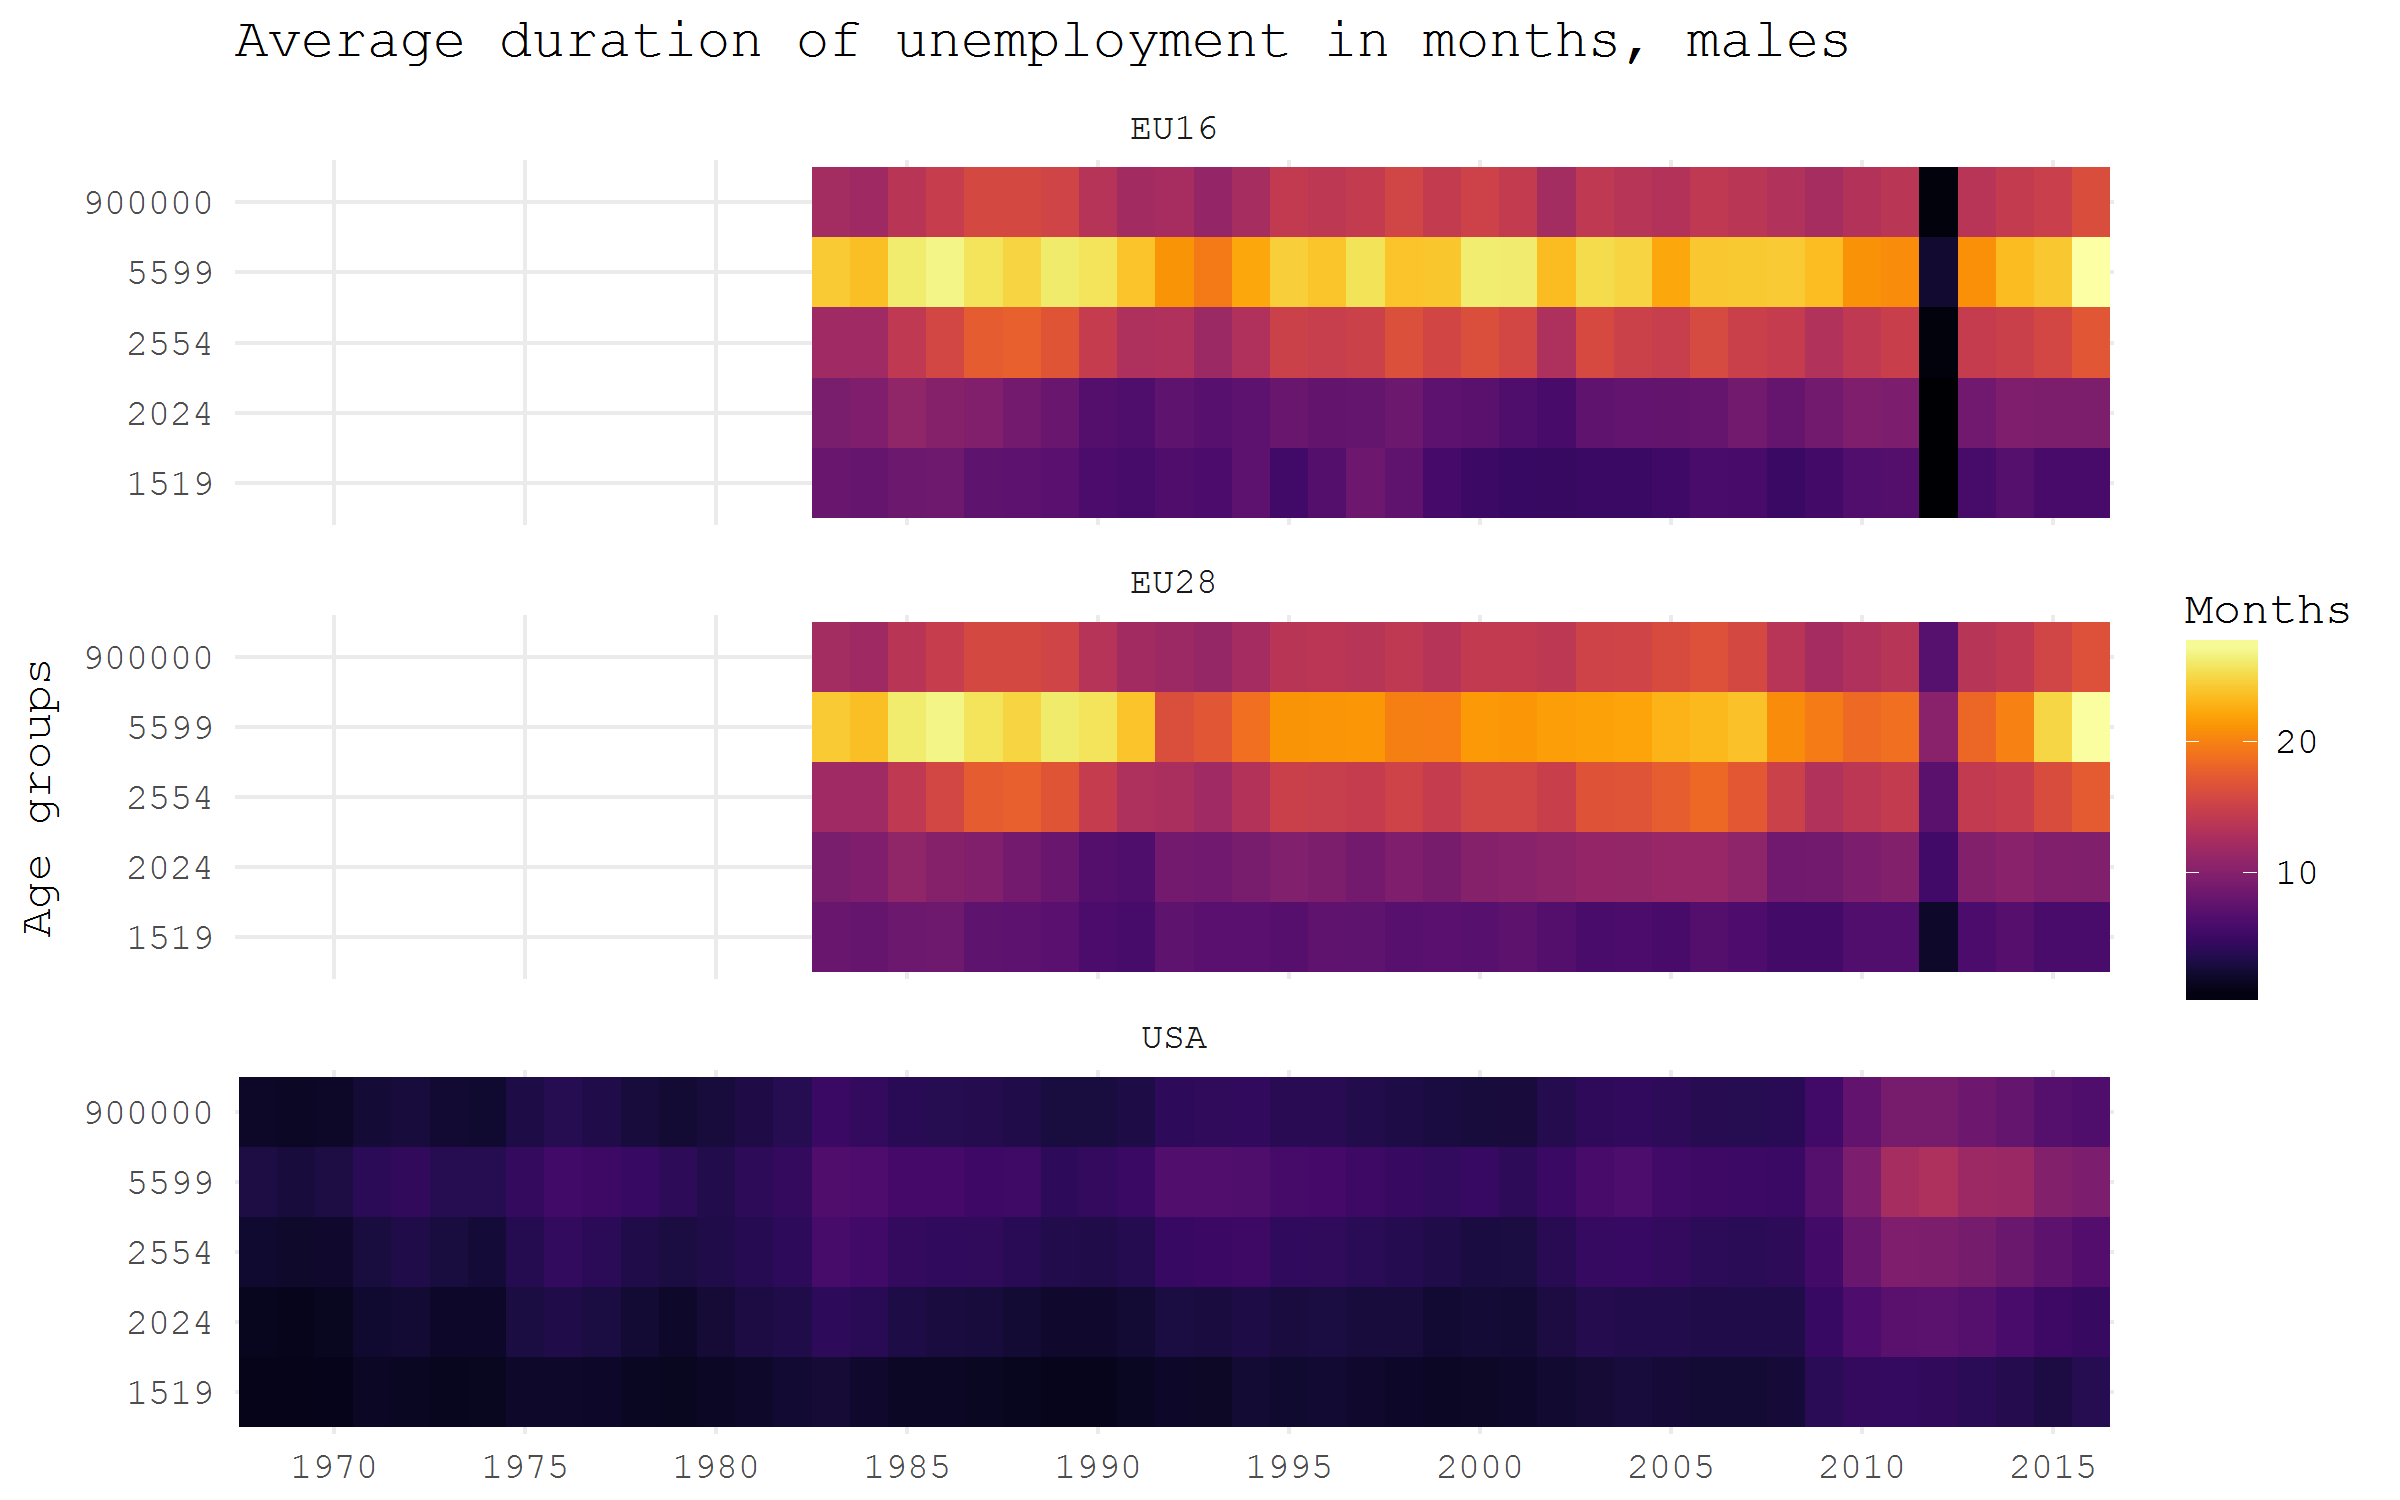 Average duration of unemployment in months, males
EU16
900000
5599
2554
2024
1519
EU28
900000
5599
2554
2024
1519
Age groups
Months
20
10
USA
900000
5599
2554
2024
1519
1970 1975 1980 1985 1990 1995 2000 2005 2010 2015